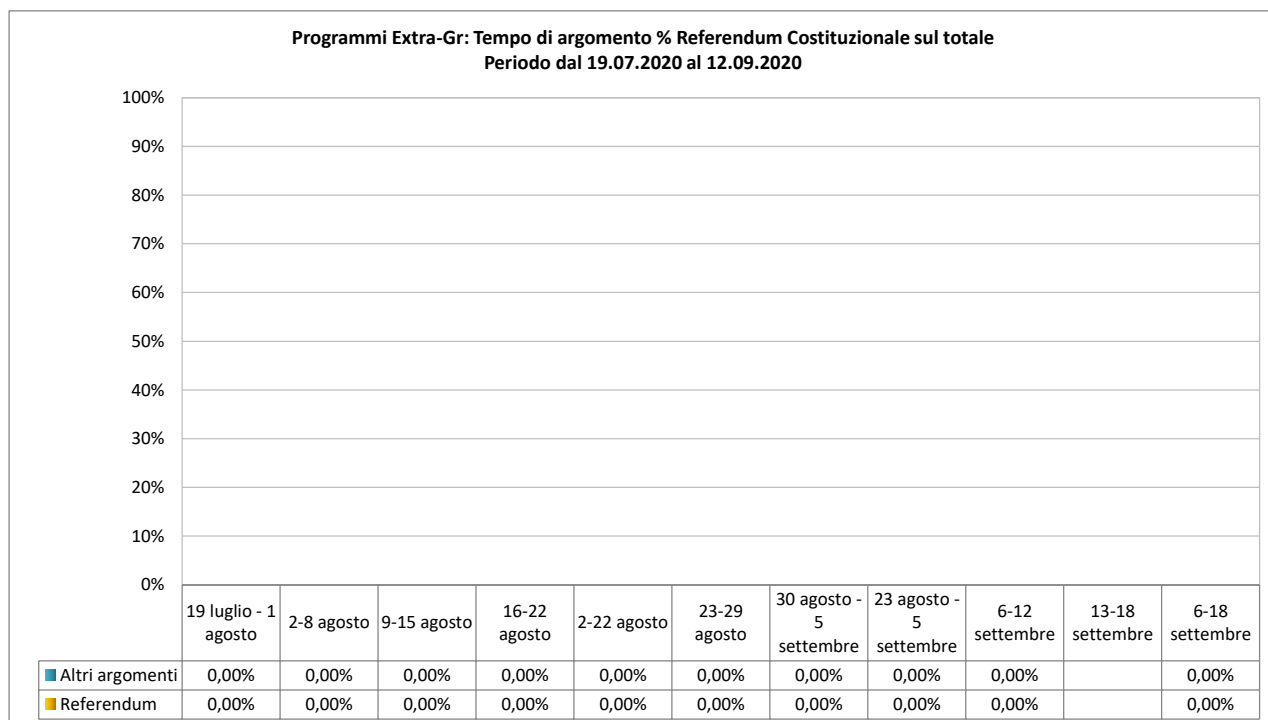 Programmi Extra-Gr: Tempo di argomento % Referendum Costituzionale sul totale
Periodo dal 19.07.2020 al 12.09.2020
100%
90%
80%
70%
60%
50%
40%
30%
20%
10%
0%
19 luglio - 1 agosto 2-8 agosto 9-15 agosto 16-22 agosto 2-22 agosto 23-29 agosto 30 agosto - 5 settembre 23 agosto - 5 settembre 6-12 settembre 13-18 settembre 6-18 settembre
Altri argomenti 0,00% 0,00% 0,00% 0,00% 0,00% 0,00% 0,00% 0,00% 0,00% 0,00%
Referendum 0,00% 0,00% 0,00% 0,00% 0,00% 0,00% 0,00% 0,00% 0,00% 0,00%